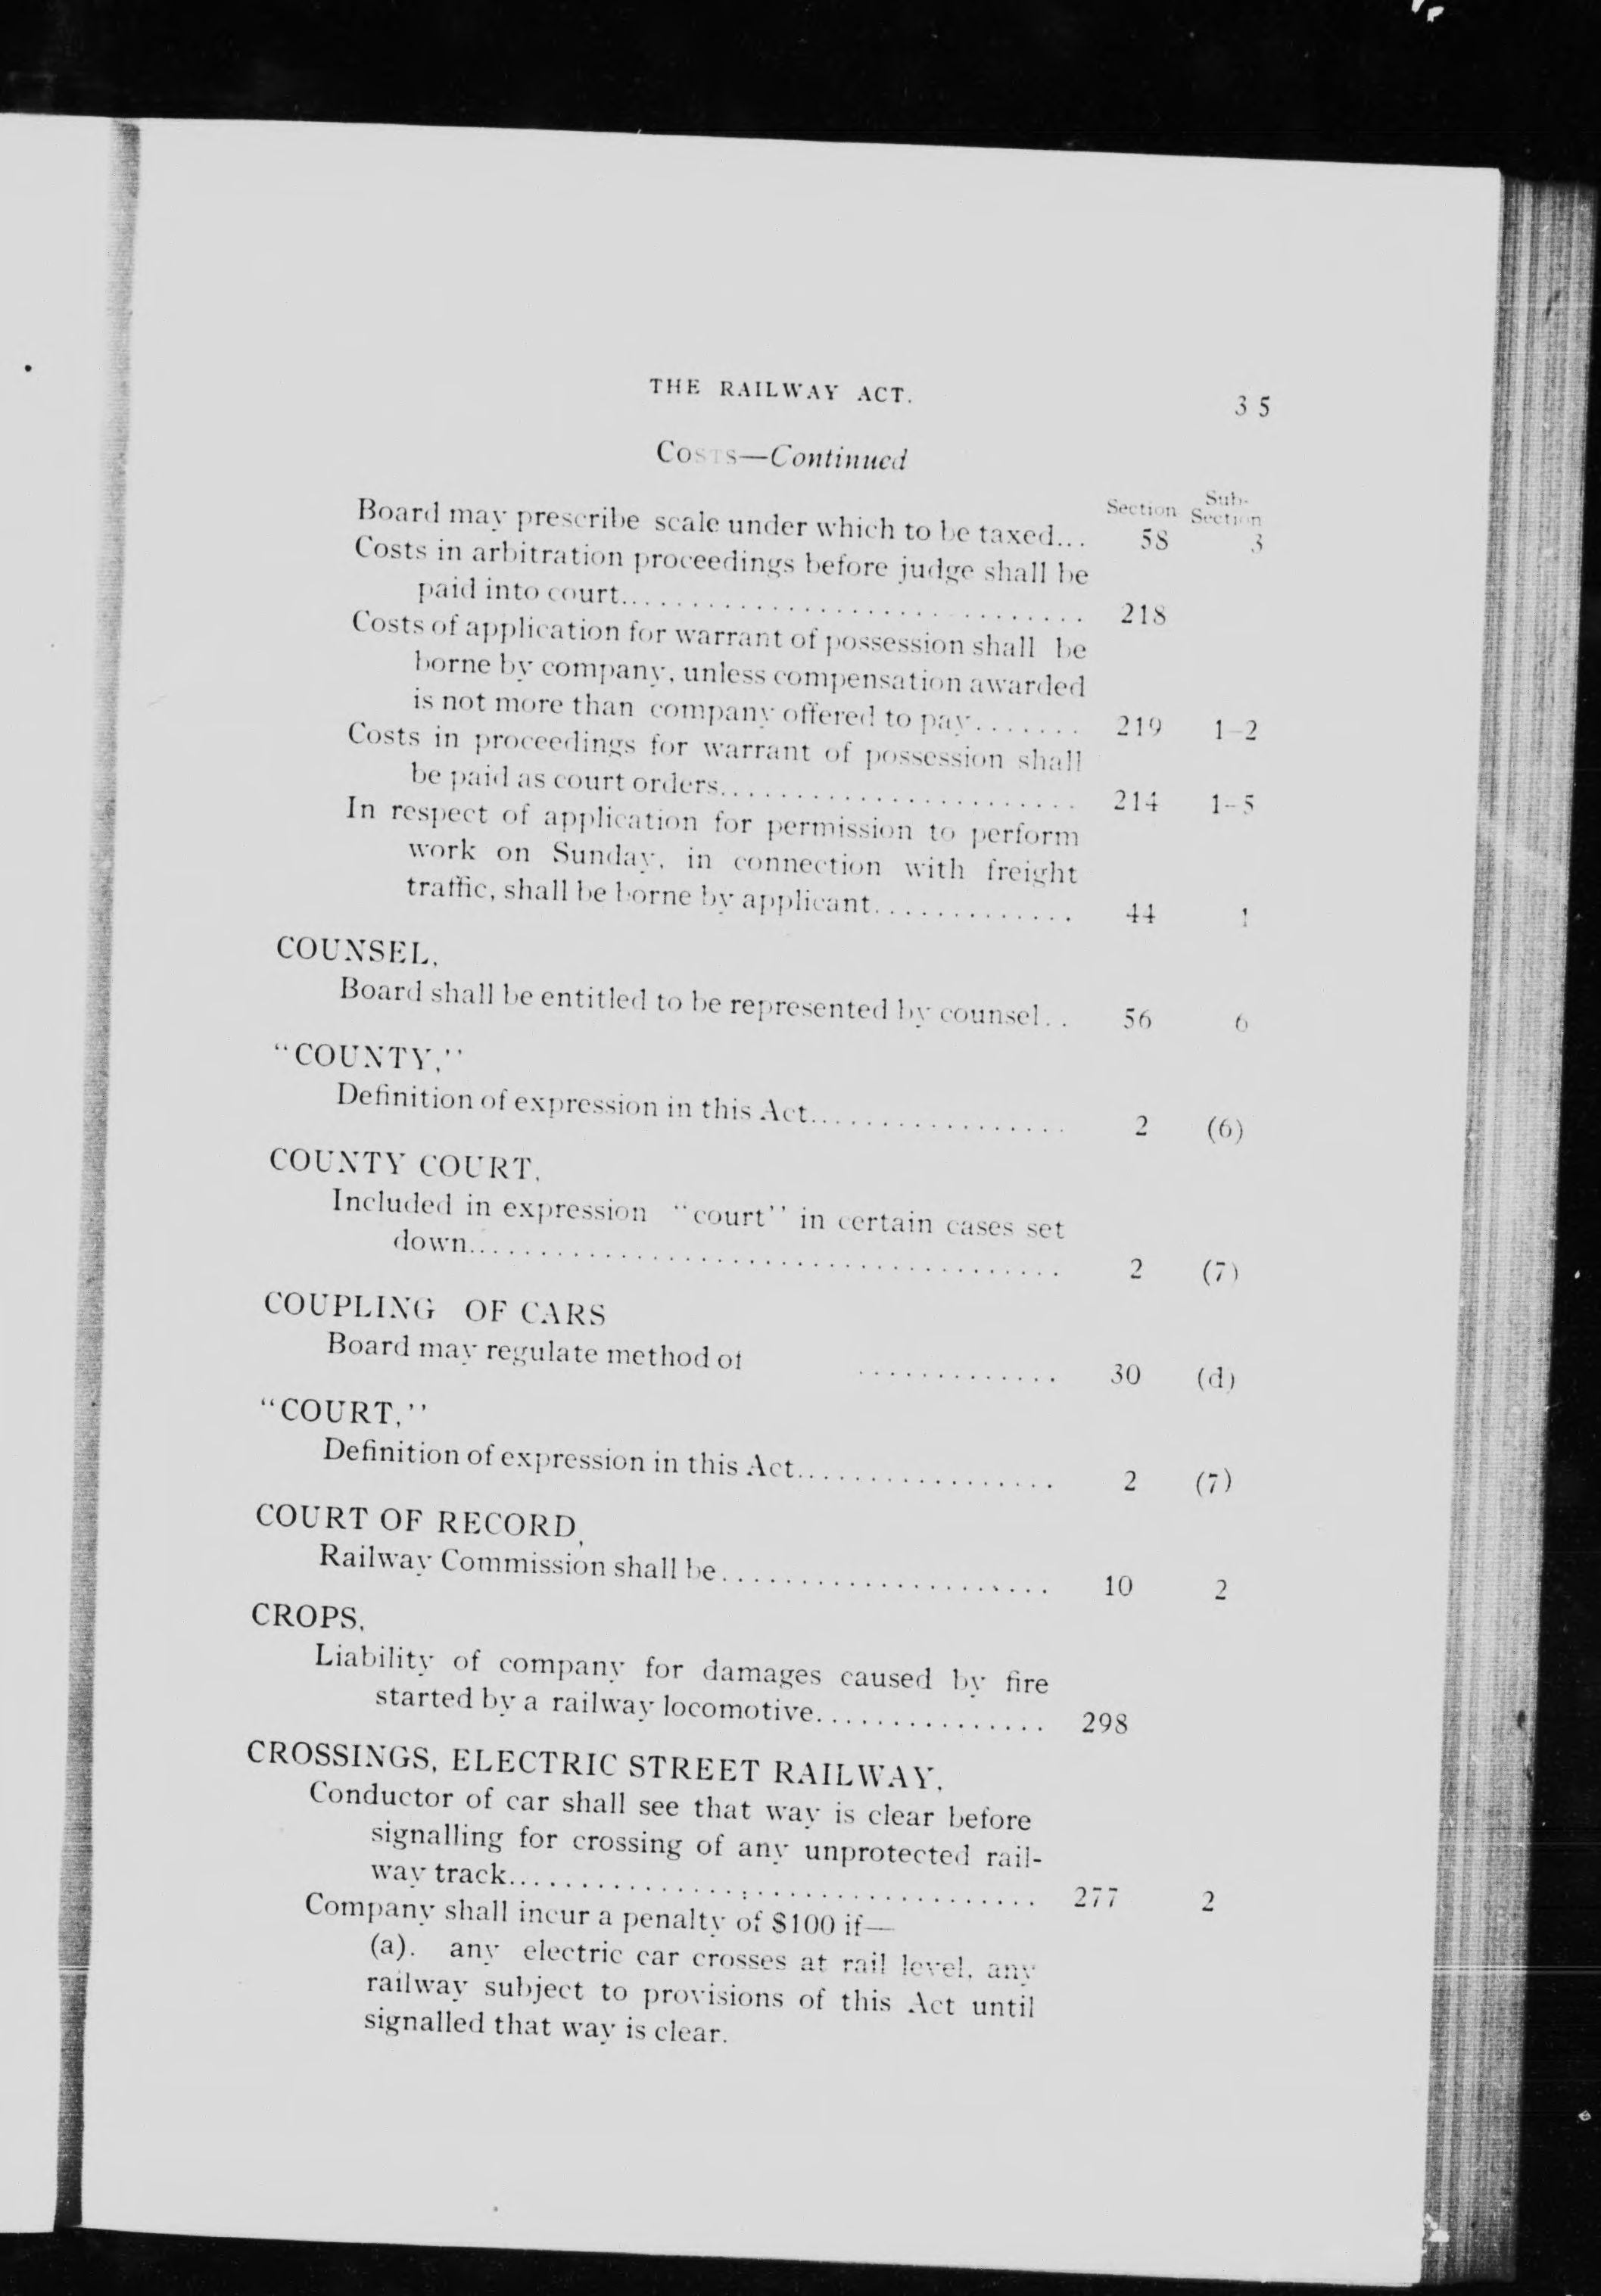 THE RAILWAY ACT. 35
Costs—Continued
Section Sub-Section
Board may prescribe scale under which to be taxed... 58 3
Costs in arbitration proceedings before judge shall be
paid into court.............................. 218
Costs of application for warrant of possession shall be
borne by company, unless compensation awarded
is not more than company offered to pay....... 219 1-2
Costs in proceedings for warrant of possession shall
be paid as court orders....................... 214 1-5
In respect of application for permission to perform
work on Sunday, in connection with freight
traffic, shall be borne by applicant............. 44 1
COUNSEL,
Board shall be entitled to be represented by counsel.. 56 6
"COUNTY,"
Definition of expression in this Act................. 2 (6)
COUNTY COURT,
Included in expression "court" in certain cases set
down...................................... 2 (7)
COUPLING OF CARS
Board may regulate method of ............. 30 (d)
"COURT,"
Definition of expression in this Act................. 2 (7)
COURT OF RECORD,
Railway Commission shall be..................... 10 2
CROPS,
Liability of company for damages caused by fire
started by a railway locomotive............... 298
CROSSINGS, ELECTRIC STREET RAILWAY,
Conductor of car shall see that way is clear before
signalling for crossing of any unprotected rail-
way track.................................. 277 2
Company shall incur a penalty of $100 if—
(a). any electric car crosses at rail level, any
railway subject to provisions of this Act until
signalled that way is clear.